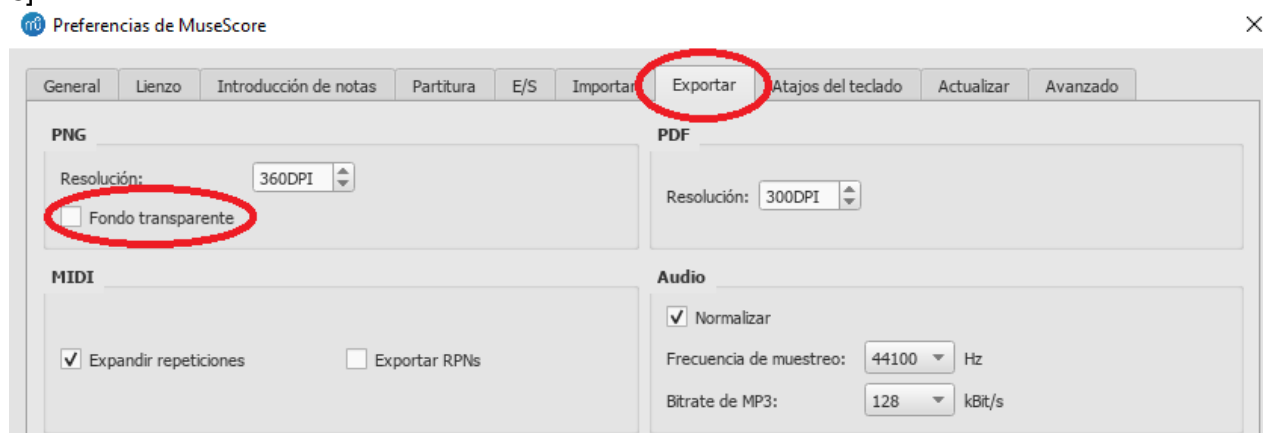 Preferencias de MuseScore
General Lienzo Introducción de notas Partitura E/S Importar Exportar Atajos del teclado Actualizar Avanzado
PNG
Resolución: 360DPI
Fondo transparente
PDF
Resolución: 300DPI
MIDI
Expandir repeticiones Exportar RPNs
Audio
Normalizar
Frecuencia de muestreo: 44100 Hz
Bitrate de MP3: 128 kBit/s